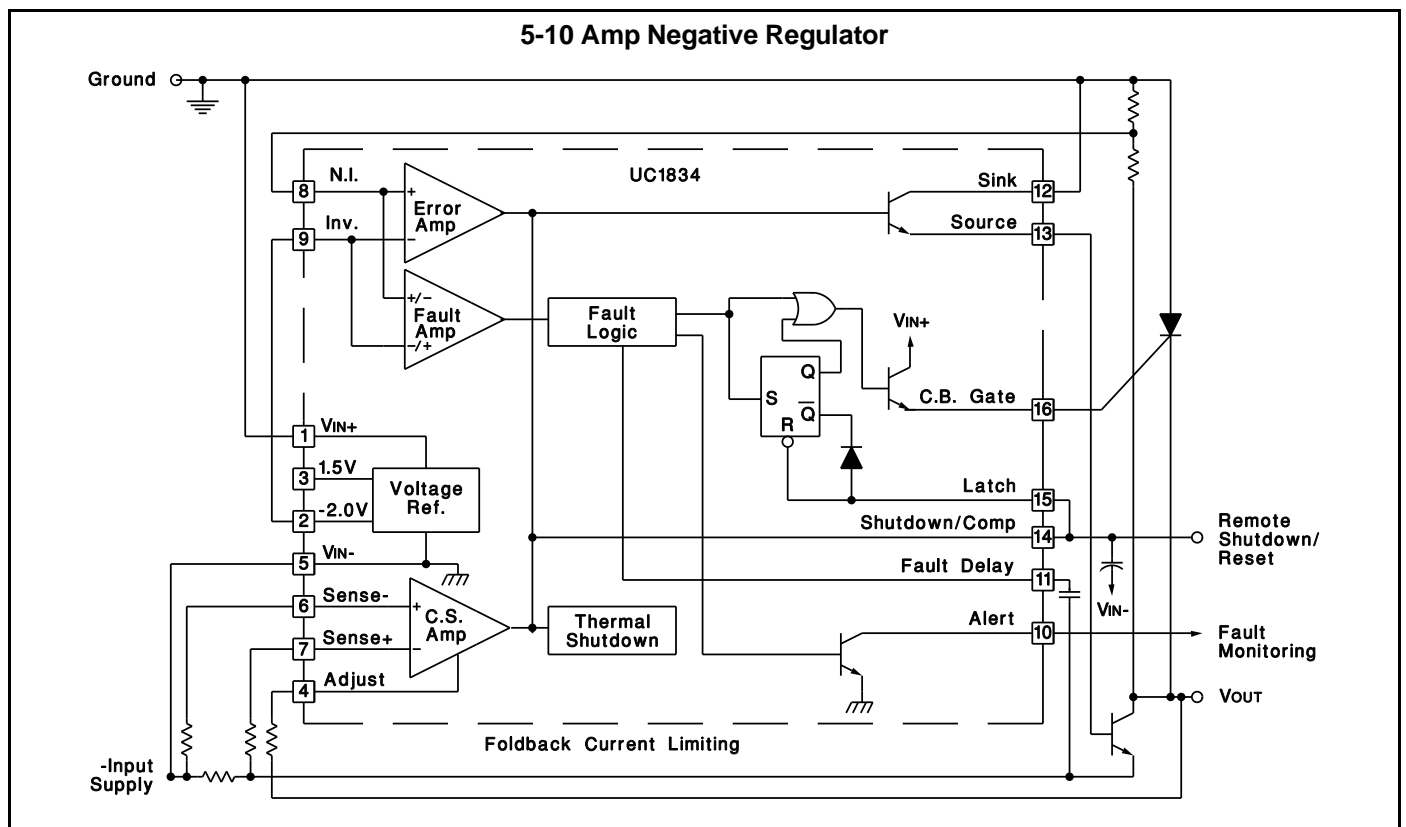 5-10 Amp Negative Regulator
Ground
UC1834
8
N.I.
+
Error
Amp
−
9
Inv.
Sink
12
Source
13
+/−
Fault
Amp
−/+
Fault
Logic
VIN+
S
Q
Q̅
R
C.B. Gate
16
1
VIN+
3
1.5V
2
-2.0V
Voltage
Ref.
Latch
15
Shutdown/Comp
14
Remote
Shutdown/
Reset
5
VIN-
Fault Delay
11
VIN-
6
Sense-
+
C.S.
Amp
−
7
Sense+
Thermal
Shutdown
Alert
10
Fault
Monitoring
4
Adjust
VOUT
Foldback Current Limiting
-Input
Supply